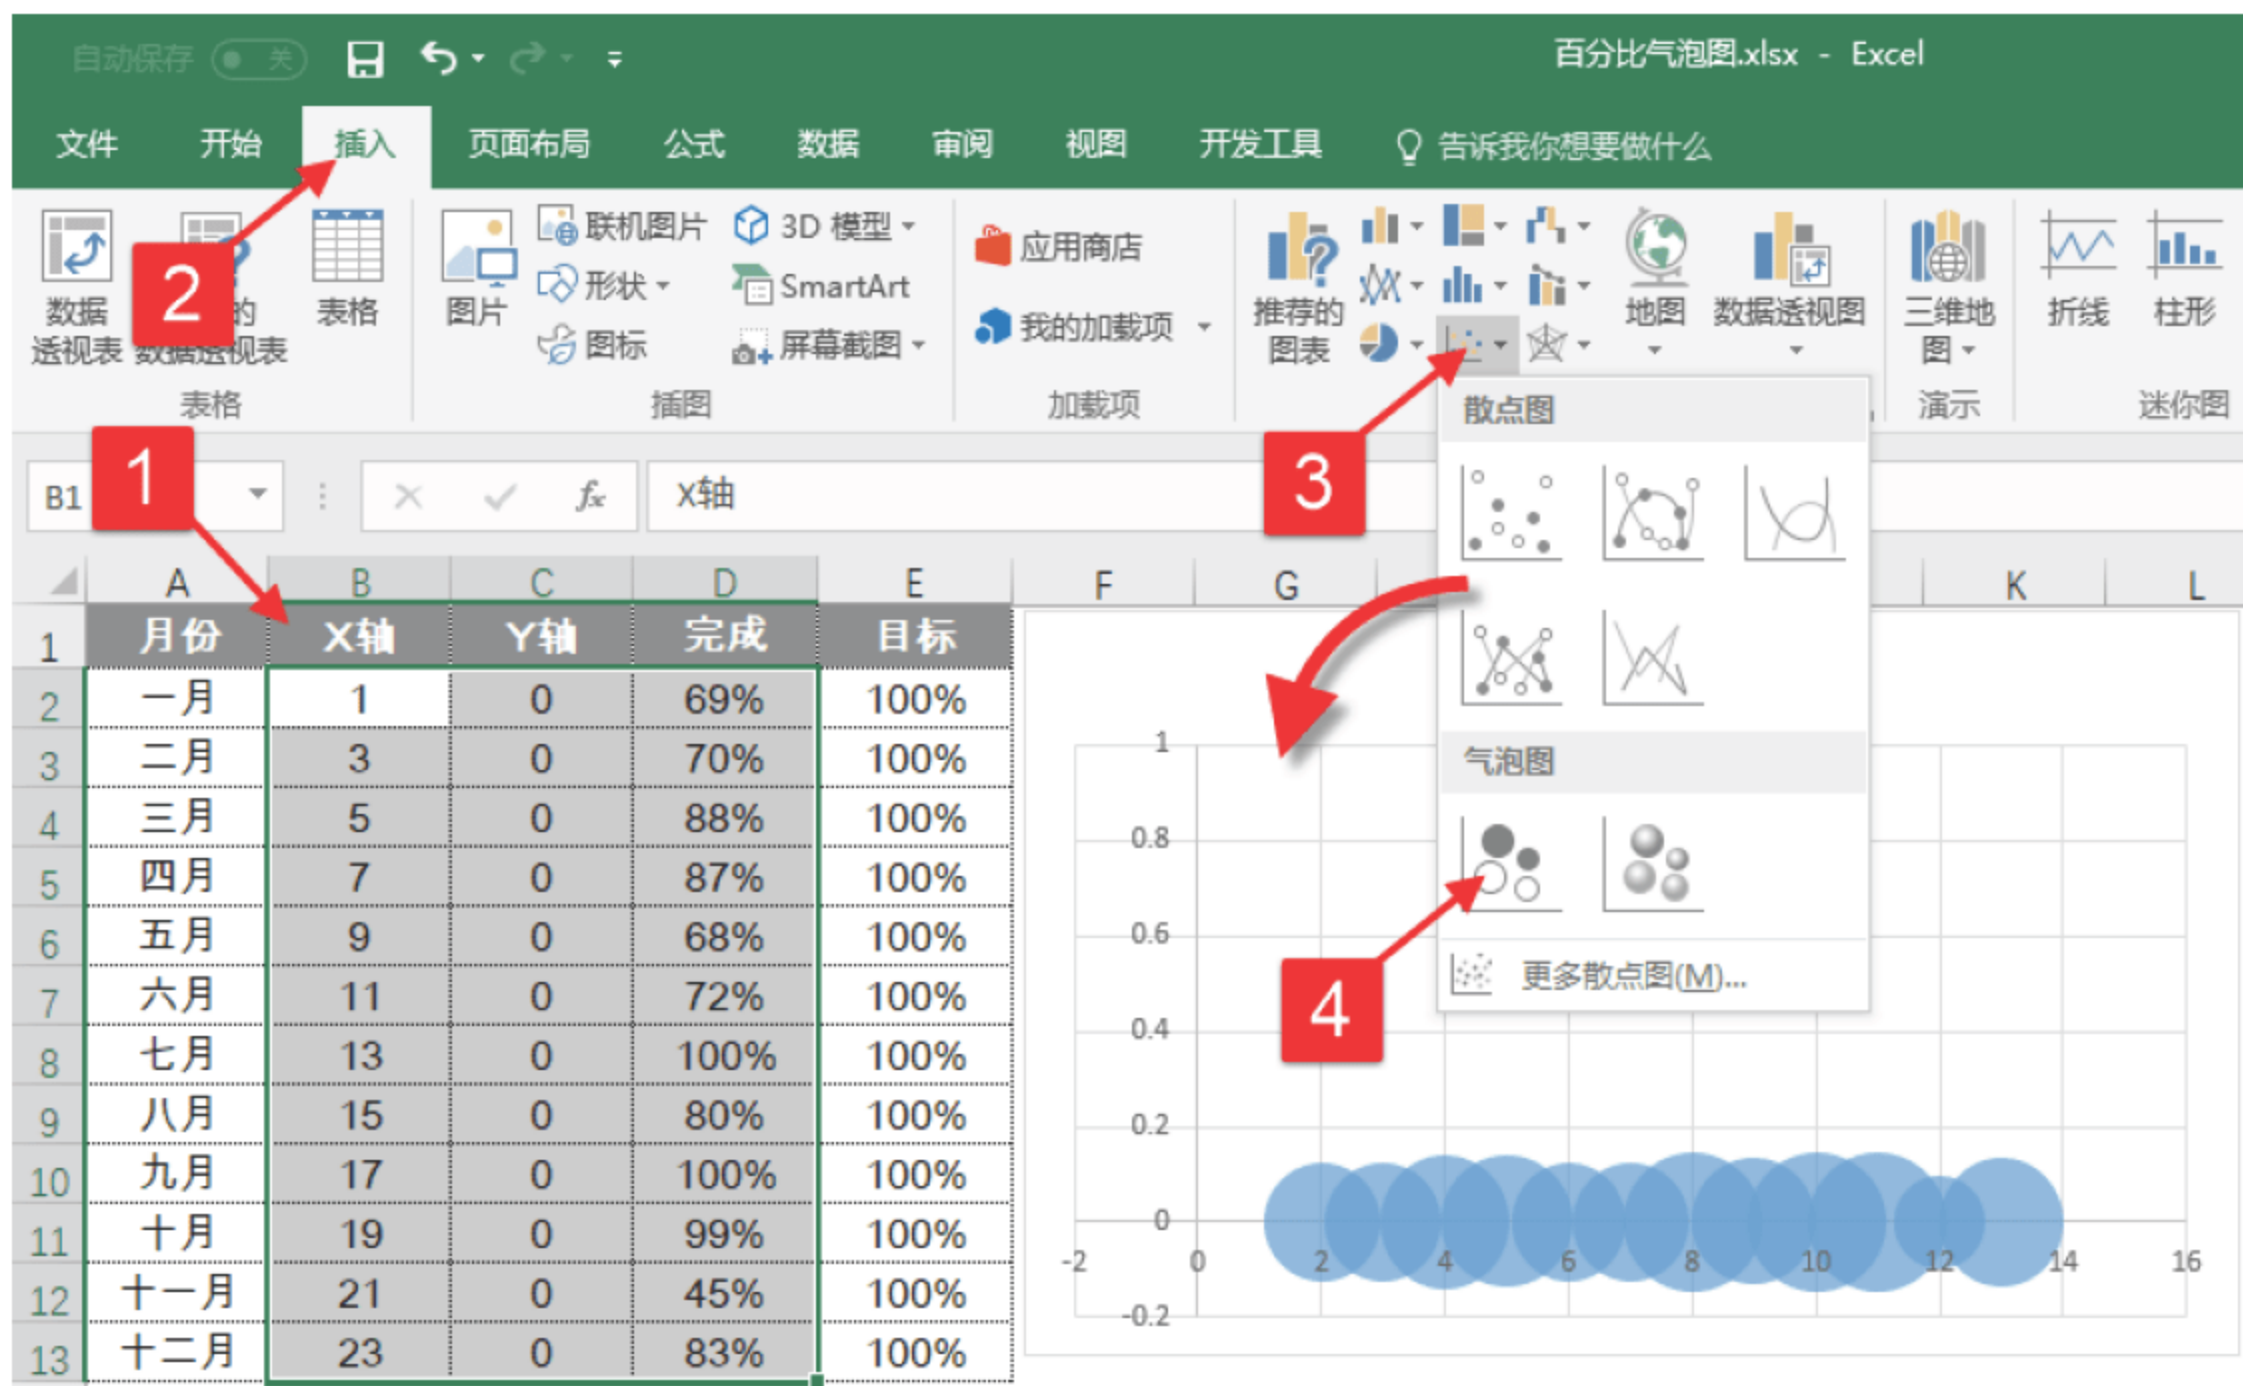 自动保存 关 百分比气泡图.xlsx - Excel
文件 开始 插入 页面布局 公式 数据 审阅 视图 开发工具 告诉我你想要做什么
2
数据
透视表
的
数据透视表
表格
表格
图片
联机图片
形状
图标
3D 模型
SmartArt
屏幕截图
插图
应用商店
我的加载项
加载项
推荐的
图表
地图
数据透视图
三维地
图
演示
折线
柱形
迷你图
3
散点图
气泡图
4
更多散点图(M)...
B1
1
fx
X轴
A B C D E F G K L
1 月份 X轴 Y轴 完成 目标
2 一月 1 0 69% 100%
3 二月 3 0 70% 100%
4 三月 5 0 88% 100%
5 四月 7 0 87% 100%
6 五月 9 0 68% 100%
7 六月 11 0 72% 100%
8 七月 13 0 100% 100%
9 八月 15 0 80% 100%
10 九月 17 0 100% 100%
11 十月 19 0 99% 100%
12 十一月 21 0 45% 100%
13 十二月 23 0 83% 100%
1
0.8
0.6
0.4
0.2
0
-2 0 2 4 6 8 10 12 14 16
-0.2